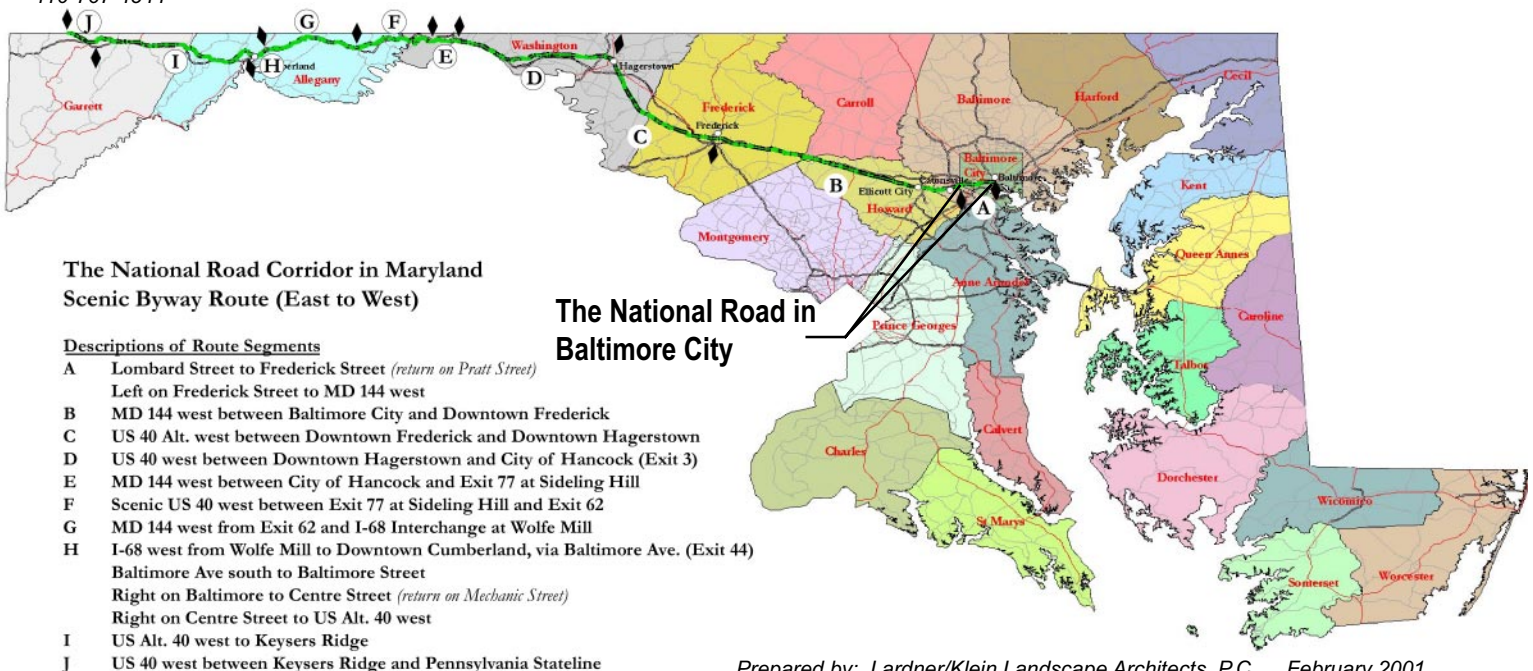 J
G
F
I
H
E
D
C
B
A
Washington
Hagerstown
Allegany
Garrett
Frederick
Frederick
Carroll
Baltimore
Harford
Cecil
Baltimore
City
Baltimore
Catonsville
Ellicott City
Howard
Kent
Montgomery
Queen Annes
Anne Arundel
Caroline
Prince Georges
Talbot
Calvert
Charles
Dorchester
St Marys
Wicomico
Somerset
Worcester
The National Road in
Baltimore City
The National Road Corridor in Maryland
Scenic Byway Route (East to West)
Descriptions of Route Segments
A Lombard Street to Frederick Street (return on Pratt Street)
Left on Frederick Street to MD 144 west
B MD 144 west between Baltimore City and Downtown Frederick
C US 40 Alt. west between Downtown Frederick and Downtown Hagerstown
D US 40 west between Downtown Hagerstown and City of Hancock (Exit 3)
E MD 144 west between City of Hancock and Exit 77 at Sideling Hill
F Scenic US 40 west between Exit 77 at Sideling Hill and Exit 62
G MD 144 west from Exit 62 and I-68 Interchange at Wolfe Mill
H I-68 west from Wolfe Mill to Downtown Cumberland, via Baltimore Ave. (Exit 44)
Baltimore Ave south to Baltimore Street
Right on Baltimore to Centre Street (return on Mechanic Street)
Right on Centre Street to US Alt. 40 west
I US Alt. 40 west to Keysers Ridge
J US 40 west between Keysers Ridge and Pennsylvania Stateline
Prepared by: Lardner/Klein Landscape Architects, P.C. February 2001